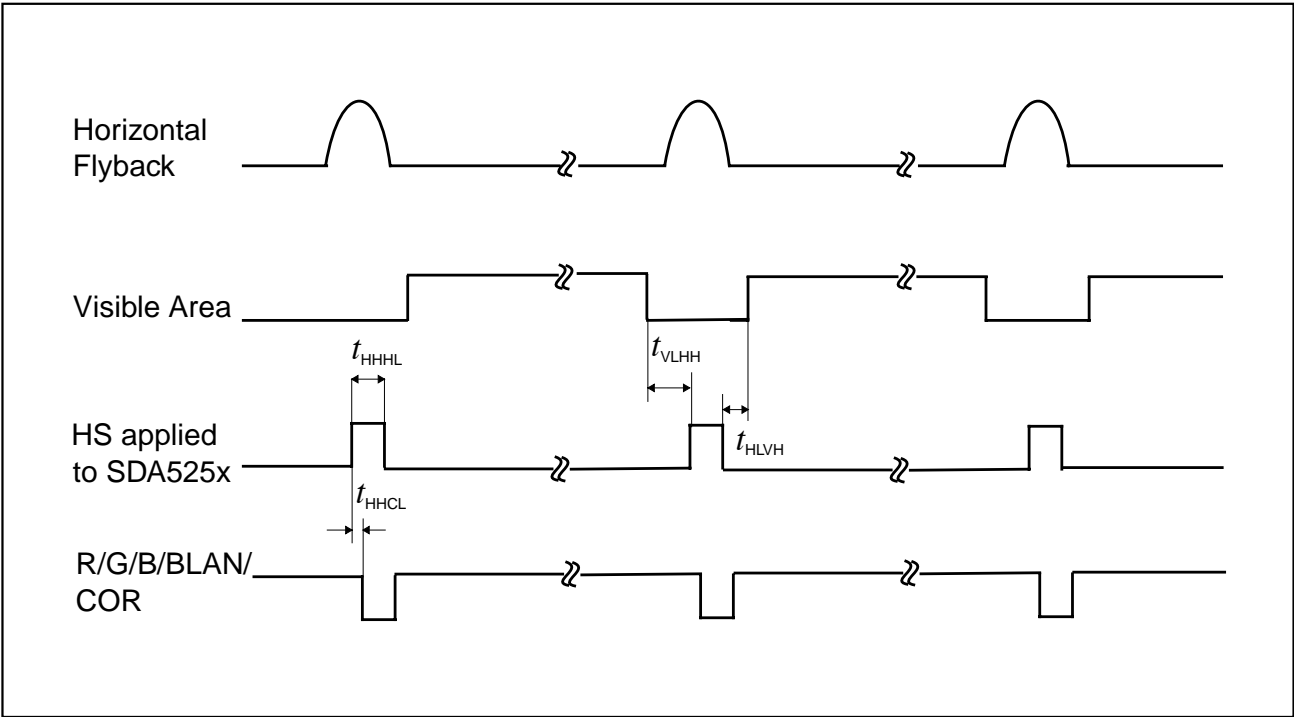 Horizontal
Flyback
Visible Area
tHHHL
tVLHH
HS applied
to SDA525x
tHLVH
tHHCL
R/G/B/BLAN/
COR